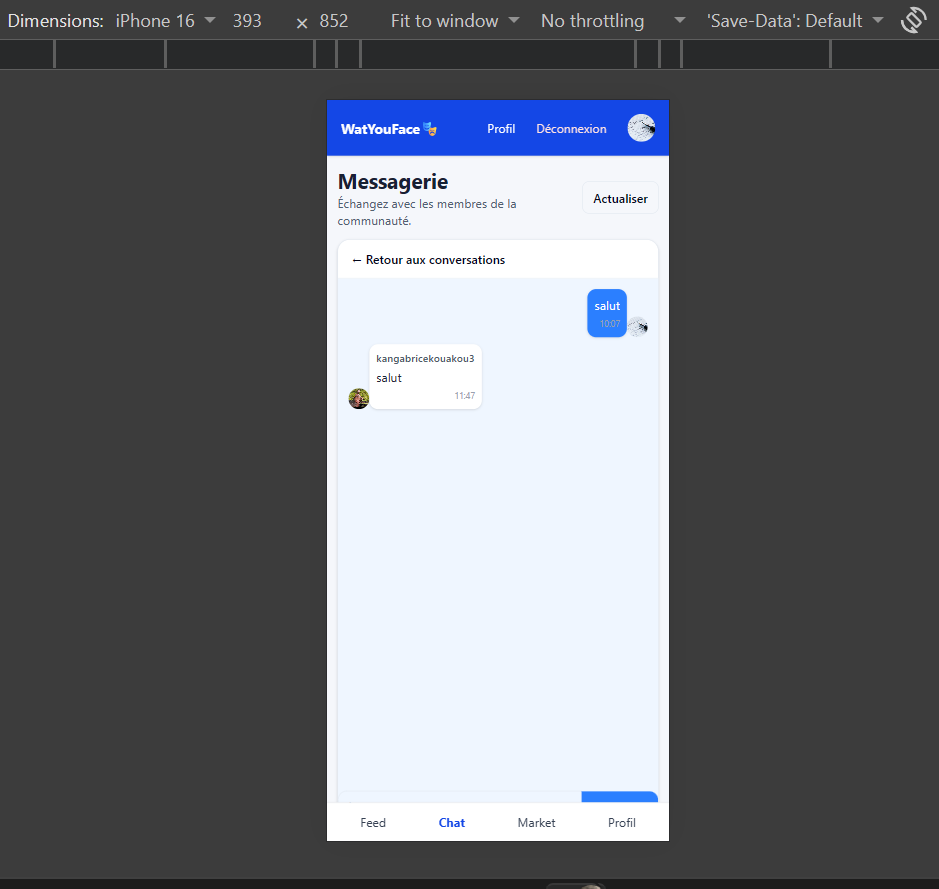 Dimensions: iPhone 16 393 × 852 Fit to window No throttling 'Save-Data': Default
WatYouFace Profil Déconnexion
Messagerie
Échangez avec les membres de la
communauté.
Actualiser
← Retour aux conversations
salut
10:07
kangabricekouakou3
salut
11:47
Feed Chat Market Profil